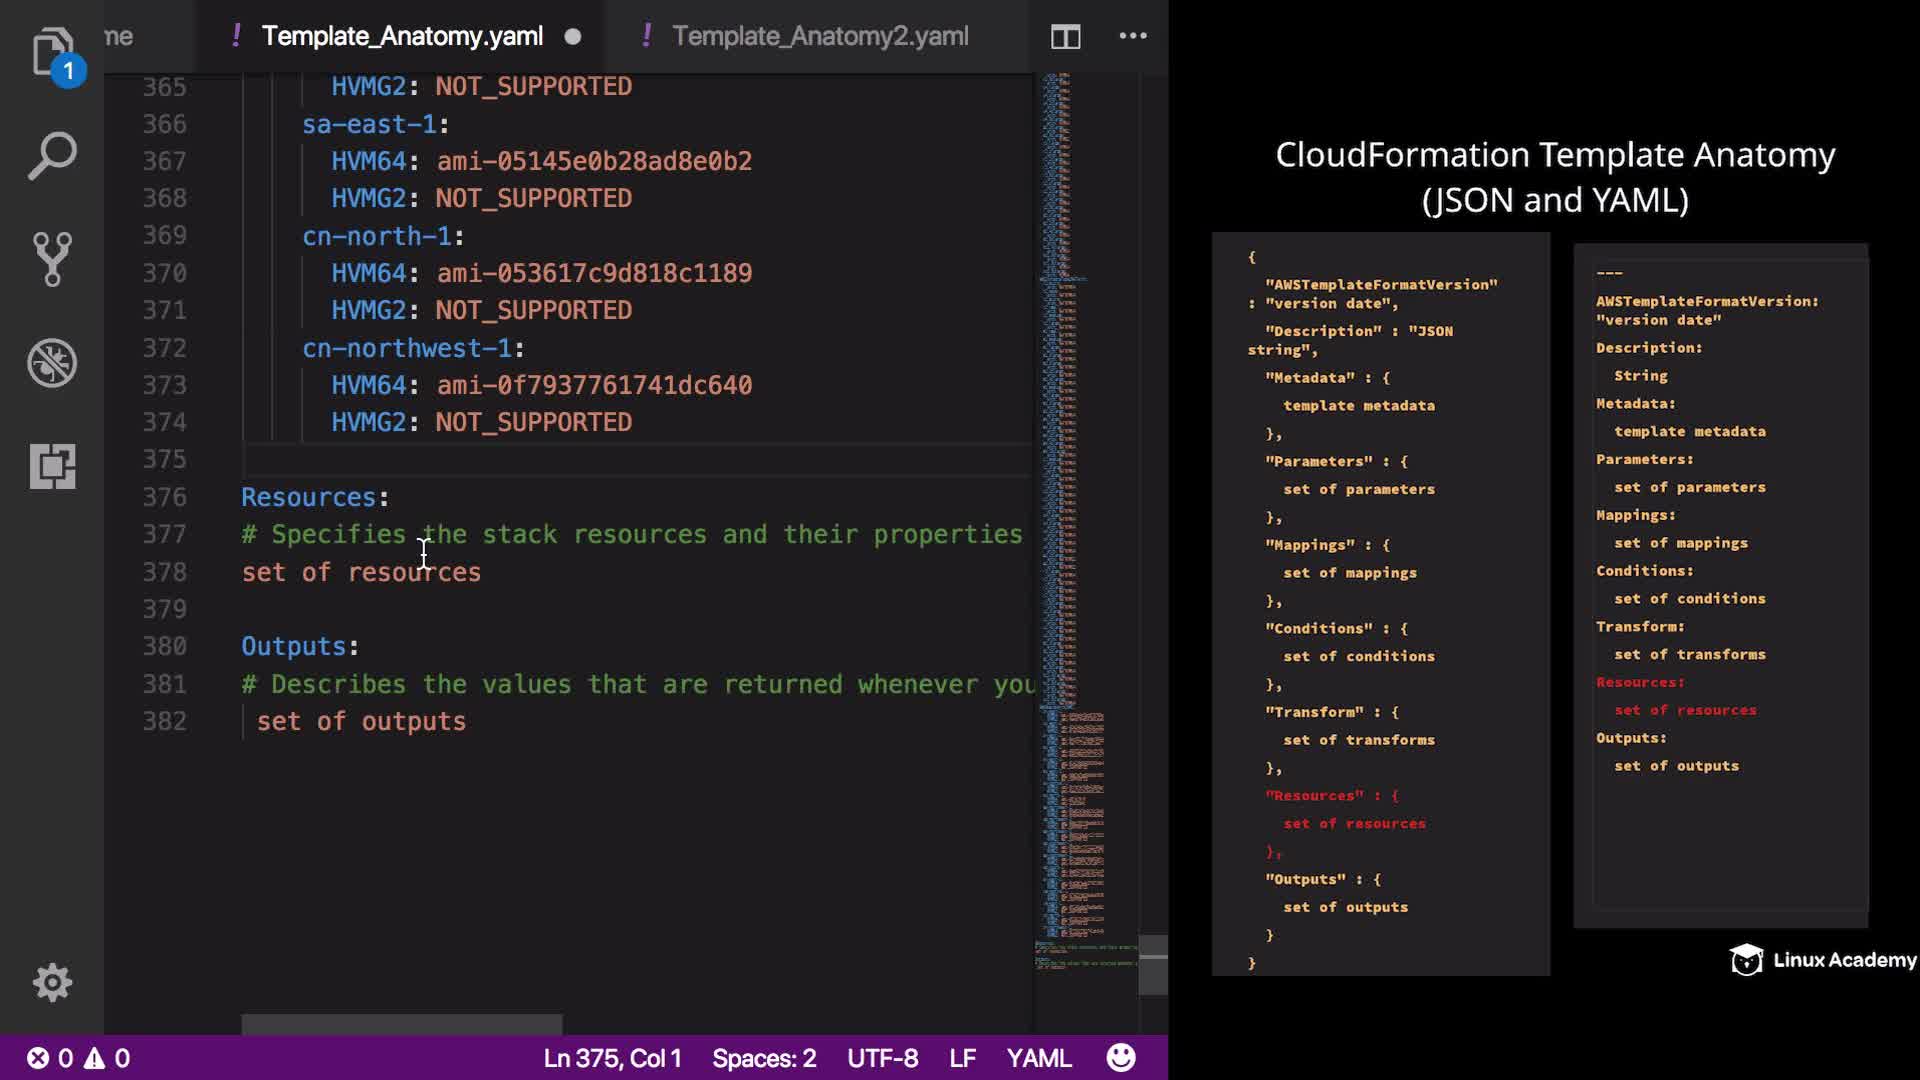 me
! Template_Anatomy.yaml
! Template_Anatomy2.yaml
1
365 HVMG2: NOT_SUPPORTED
366 sa-east-1:
367 HVM64: ami-05145e0b28ad8e0b2
368 HVMG2: NOT_SUPPORTED
369 cn-north-1:
370 HVM64: ami-053617c9d818c1189
371 HVMG2: NOT_SUPPORTED
372 cn-northwest-1:
373 HVM64: ami-0f7937761741dc640
374 HVMG2: NOT_SUPPORTED
375
376 Resources:
377 # Specifies the stack resources and their properties
378 set of resources
379
380 Outputs:
381 # Describes the values that are returned whenever you
382 set of outputs
0 0
Ln 375, Col 1 Spaces: 2 UTF-8 LF YAML
CloudFormation Template Anatomy
(JSON and YAML)
{
"AWSTemplateFormatVersion"
: "version date",
"Description" : "JSON
string",
"Metadata" : {
template metadata
},
"Parameters" : {
set of parameters
},
"Mappings" : {
set of mappings
},
"Conditions" : {
set of conditions
},
"Transform" : {
set of transforms
},
"Resources" : {
set of resources
},
"Outputs" : {
set of outputs
}
}
---
AWSTemplateFormatVersion:
"version date"
Description:
String
Metadata:
template metadata
Parameters:
set of parameters
Mappings:
set of mappings
Conditions:
set of conditions
Transform:
set of transforms
Resources:
set of resources
Outputs:
set of outputs
Linux Academy